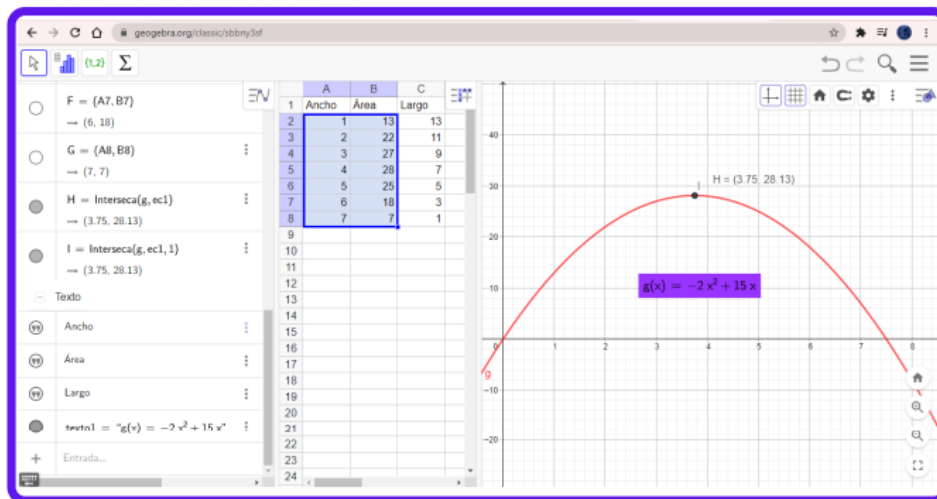 geogebra.org/classic/sbbny3sf
{1,2} Σ
F = (A7, B7)
→ (6, 18)
G = (A8, B8)
→ (7, 7)
H = Interseca(g, ec1)
→ (3.75, 28.13)
I = Interseca(g, ec1, 1)
→ (3.75, 28.13)
Texto
Ancho
Área
Largo
texto1 = "g(x) = −2 x² + 15 x"
Entrada...
A B C
1 Ancho Área Largo
2 1 13 13
3 2 22 11
4 3 27 9
5 4 28 7
6 5 25 5
7 6 18 3
8 7 7 1
9
10
11
12
13
14
15
16
17
18
19
20
21
22
23
24
40
30
20
10
0 1 2 3 4 5 6 7 8
−10
−20
I
H = (3.75, 28.13)
g(x) = −2 x² + 15 x
g